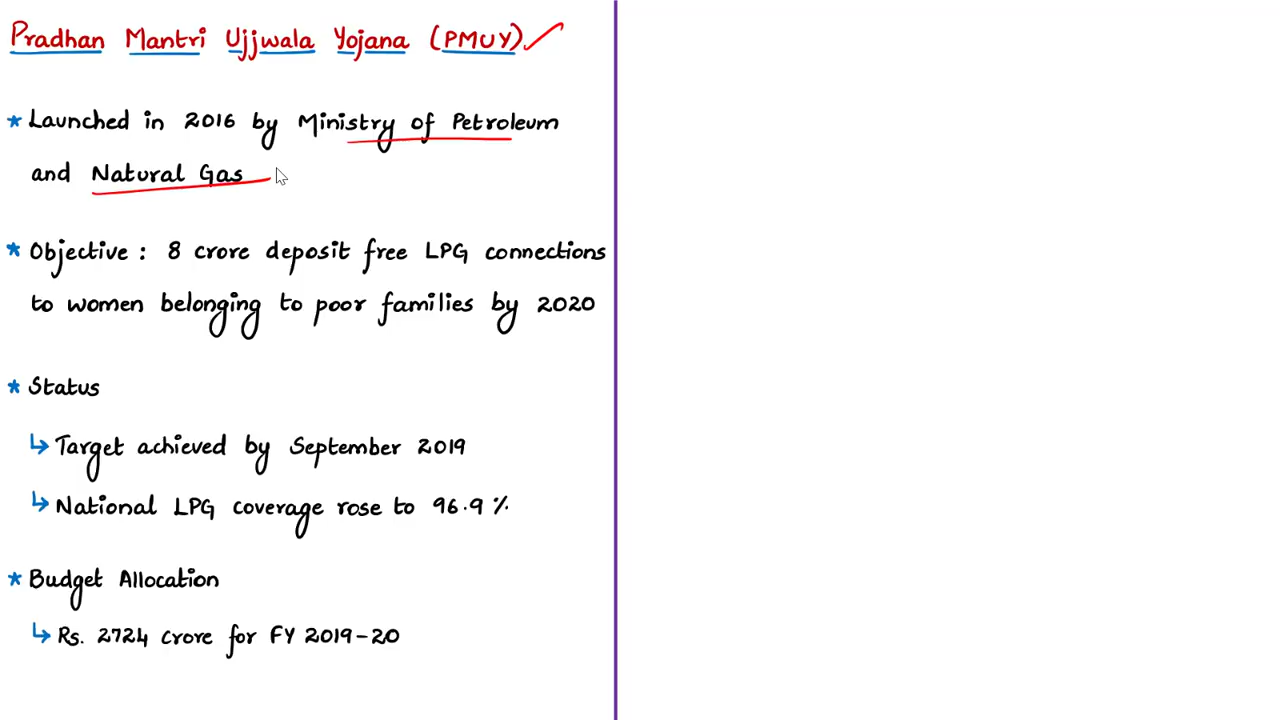 Pradhan Mantri Ujjwala Yojana (PMUY)
* Launched in 2016 by Ministry of Petroleum
and Natural Gas
* Objective : 8 crore deposit free LPG connections
to women belonging to poor families by 2020
* Status
↳ Target achieved by September 2019
↳ National LPG coverage rose to 96.9 %
* Budget Allocation
↳ Rs. 2724 crore for FY 2019-20